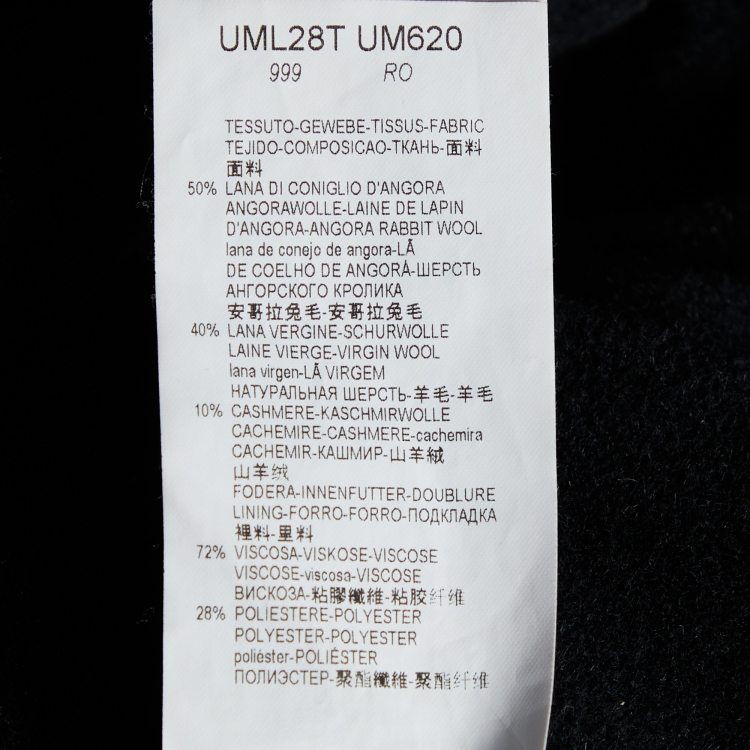 UML28T UM620
999 RO
TESSUTO-GEWEBE-TISSUS-FABRIC
TEJIDO-COMPOSICAO-ТКАНЬ-面料
面料
50% LANA DI CONIGLIO D'ANGORA
ANGORAWOLLE-LAINE DE LAPIN
D'ANGORA-ANGORA RABBIT WOOL
lana de conejo de angora-LÃ
DE COELHO DE ANGORÁ-ШЕРСТЬ
АНГОРСКОГО КРОЛИКА
安哥拉兔毛-安哥拉兔毛
40% LANA VERGINE-SCHURWOLLE
LAINE VIERGE-VIRGIN WOOL
lana virgen-LÃ VIRGEM
НАТУРАЛЬНАЯ ШЕРСТЬ-羊毛-羊毛
10% CASHMERE-KASCHMIRWOLLE
CACHEMIRE-CASHMERE-cachemira
CACHEMIR-КАШМИР-山羊絨
山羊绒
FODERA-INNENFUTTER-DOUBLURE
LINING-FORRO-FORRO-ПОДКЛАДКА
裡料-里料
72% VISCOSA-VISKOSE-VISCOSE
VISCOSE-viscosa-VISCOSE
ВИСКОЗА-粘膠纖維-粘胶纤维
28% POLIESTERE-POLYESTER
POLYESTER-POLYESTER
poliéster-POLIÉSTER
ПОЛИЭСТЕР-聚酯纖維-聚酯纤维